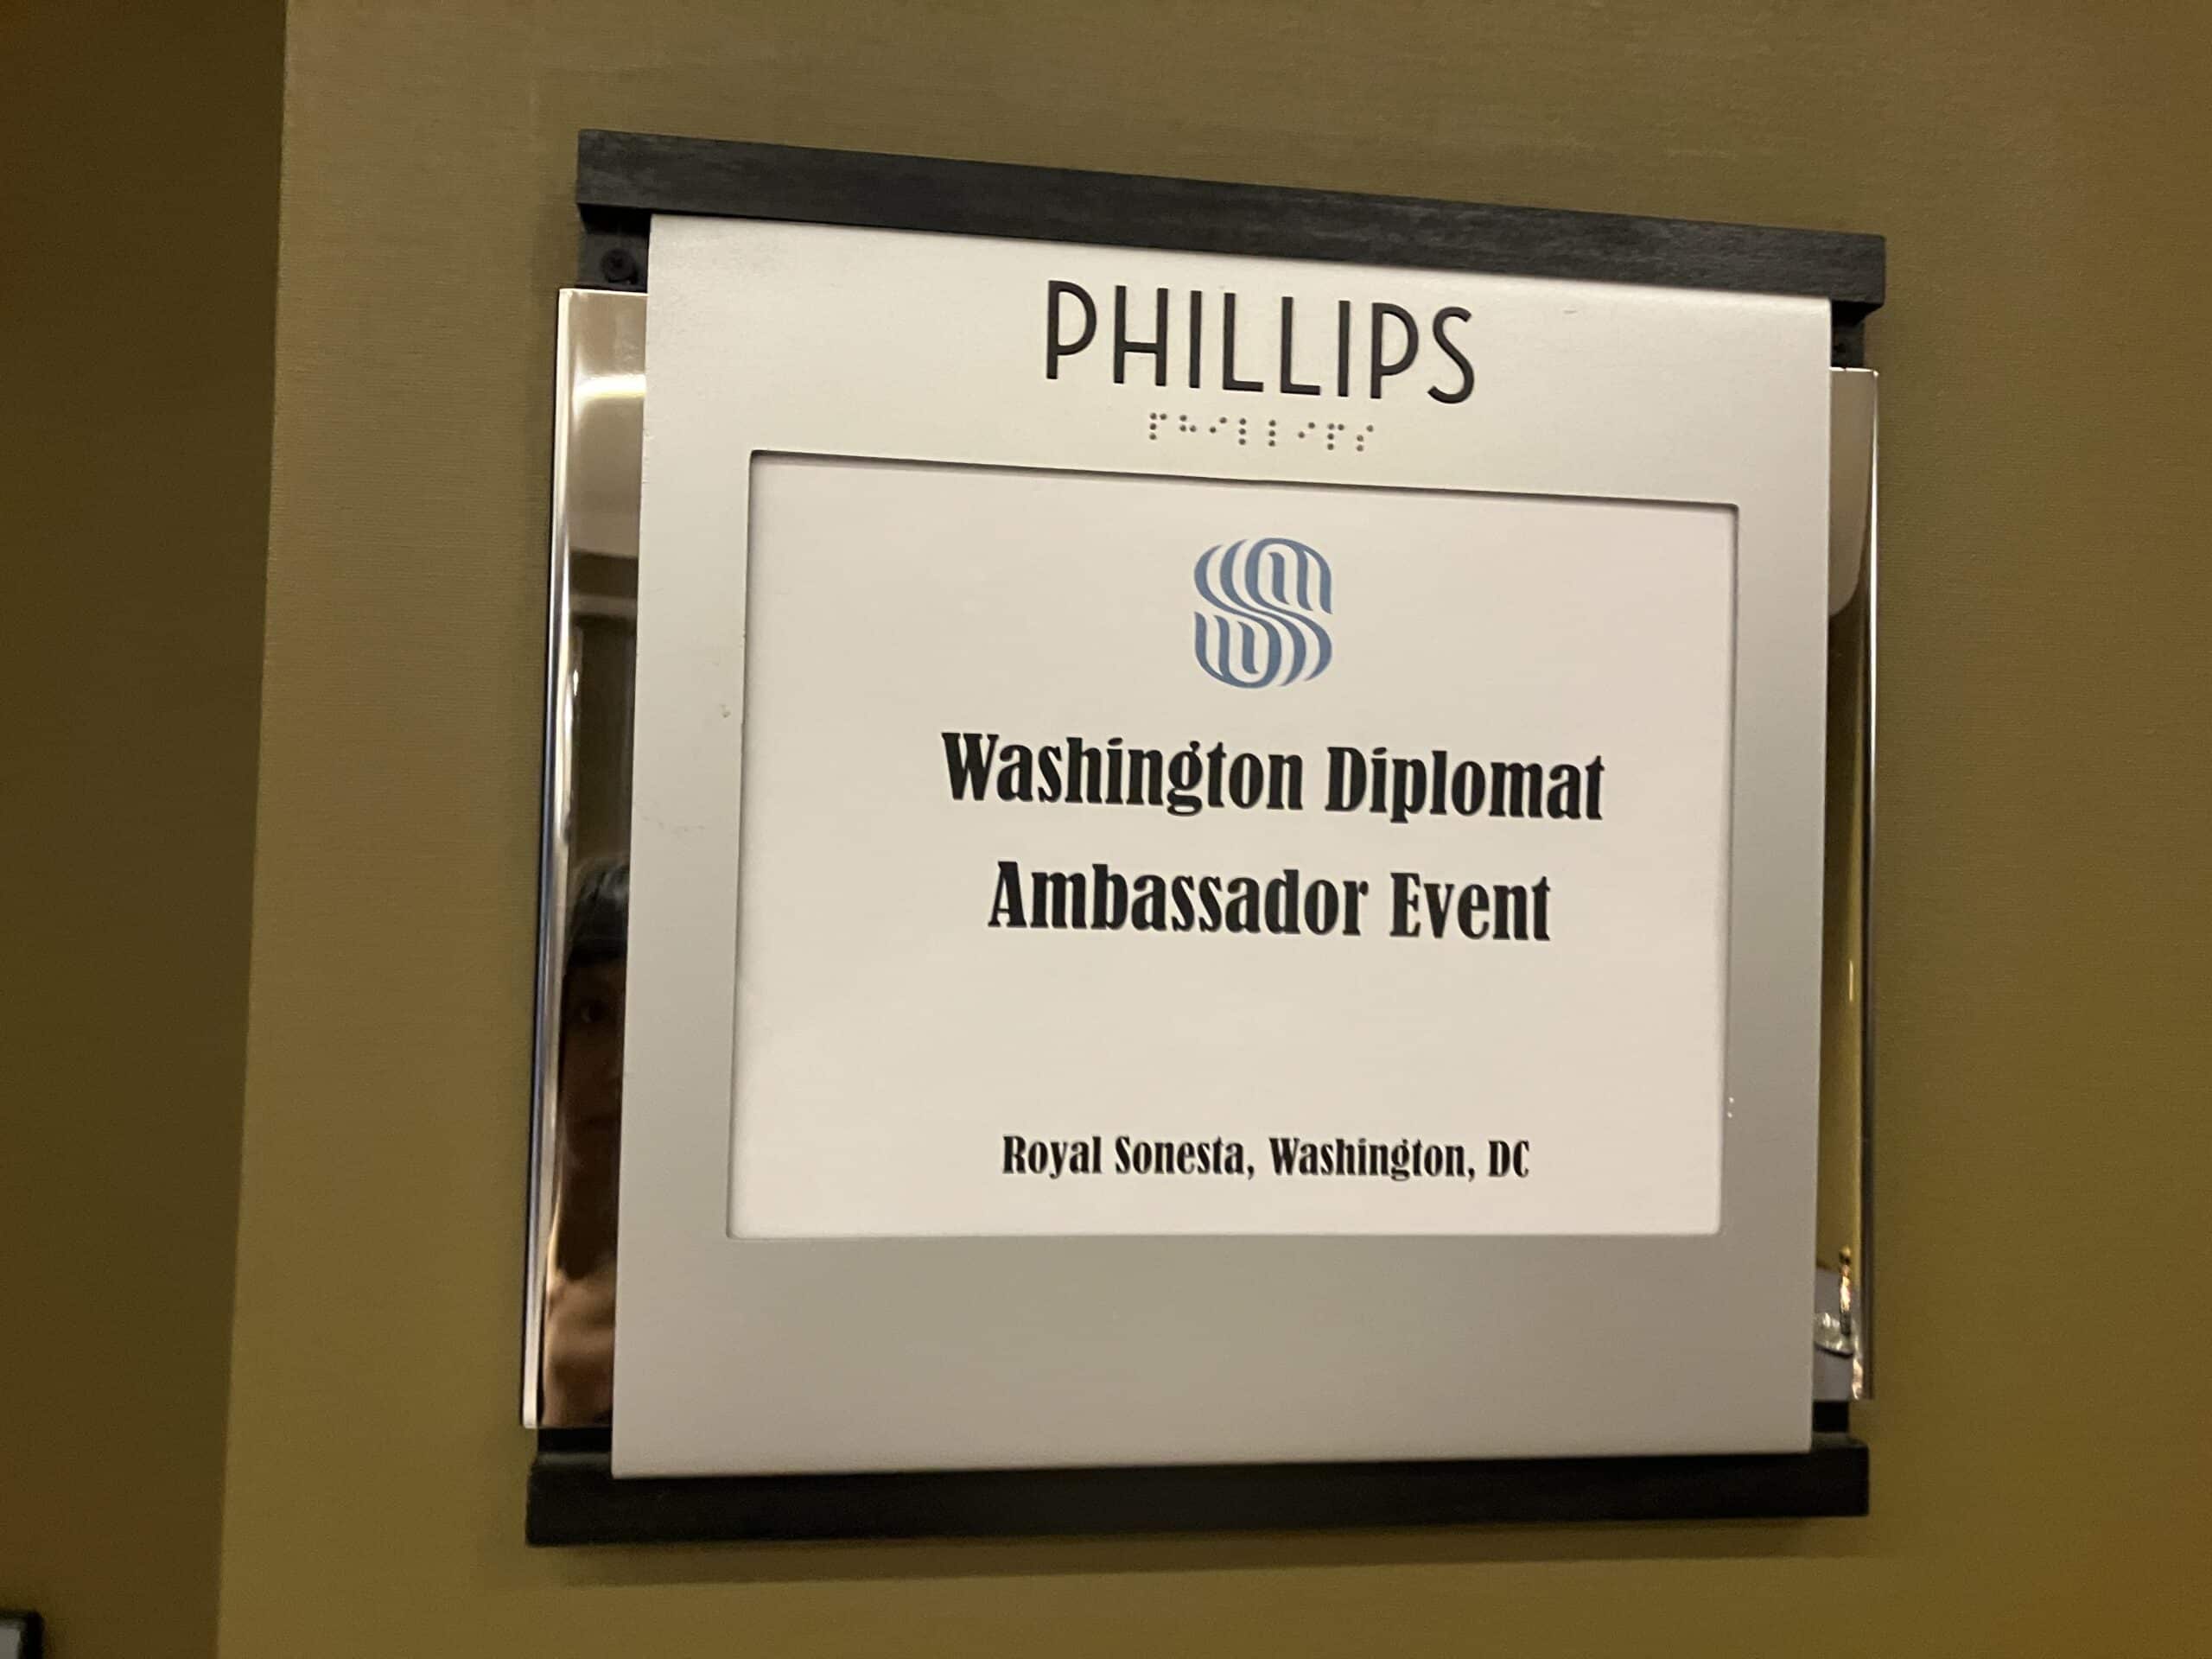 PHILLIPS
⠏⠓⠊⠇⠇⠊⠏⠎
Washington Diplomat
Ambassador Event
Royal Sonesta, Washington, DC